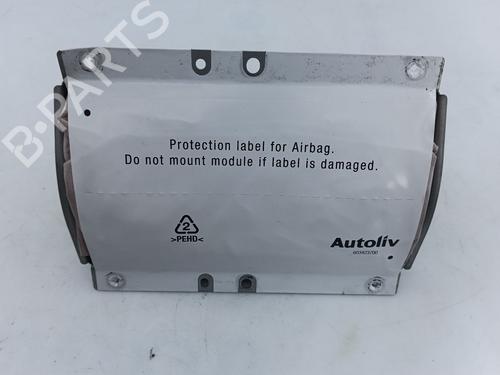 B-PARTS
Protection label for Airbag.
Do not mount module if label is damaged.
2
>PEHD<
Autoliv